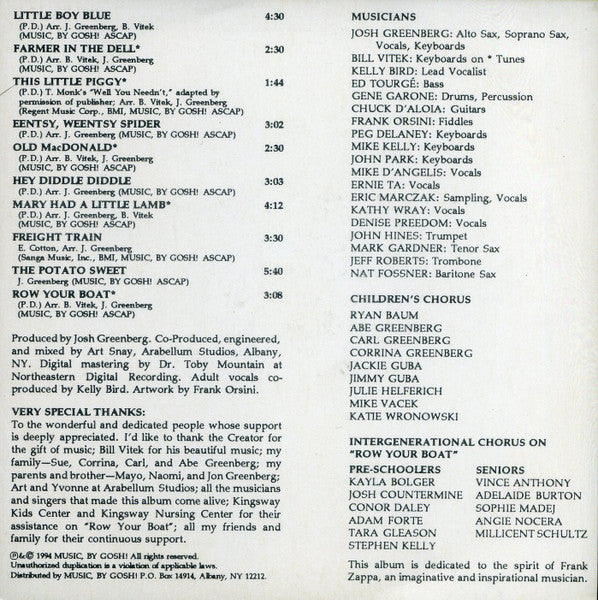 LITTLE BOY BLUE 4:30
(P.D.) Arr. J. Greenberg, B. Vitek
(MUSIC, BY GOSH! ASCAP)
FARMER IN THE DELL* 2:30
(P.D.) Arr. B. Vitek, J. Greenberg
(MUSIC, BY GOSH! ASCAP)
THIS LITTLE PIGGY* 1:44
(P.D.) T. Monk's "Well You Needn't," adapted by
permission of publisher; Arr. B. Vitek, J. Greenberg
(Regent Music Corp., BMI, MUSIC, BY GOSH! ASCAP)
EENTSY, WEENTSY SPIDER 3:02
(P.D.) Arr. J. Greenberg (MUSIC, BY GOSH! ASCAP)
OLD MacDONALD* 2:30
(P.D.) Arr. B. Vitek, J. Greenberg
(MUSIC, BY GOSH! ASCAP)
HEY DIDDLE DIDDLE 3:03
(P.D.) Arr. J. Greenberg (MUSIC, BY GOSH! ASCAP)
MARY HAD A LITTLE LAMB* 4:12
(P.D.) Arr. J. Greenberg, B. Vitek
(MUSIC, BY GOSH! ASCAP)
FREIGHT TRAIN 3:30
E. Cotton, Arr. J. Greenberg
(Sanga Music, Inc., BMI, MUSIC, BY GOSH! ASCAP)
THE POTATO SWEET 5:40
J. Greenberg (MUSIC, BY GOSH! ASCAP)
ROW YOUR BOAT* 3:08
(P.D.) Arr. B. Vitek, J. Greenberg
(MUSIC, BY GOSH! ASCAP)
Produced by Josh Greenberg. Co-Produced, engineered,
and mixed by Art Snay, Arabellum Studios, Albany,
NY. Digital mastering by Dr. Toby Mountain at
Northeastern Digital Recording. Adult vocals co-
produced by Kelly Bird. Artwork by Frank Orsini.
VERY SPECIAL THANKS:
To the wonderful and dedicated people whose support
is deeply appreciated. I'd like to thank the Creator
for the gift of music; Bill Vitek for his beautiful music; my
family—Sue, Corrina, Carl, and Abe Greenberg; my
parents and brother—Mayo, Naomi, and Jon Greenberg;
Art and Yvonne at Arabellum Studios; all the musicians
and singers that made this album come alive; Kingsway
Kids Center and Kingsway Nursing Center for their
assistance on "Row Your Boat"; all my friends and
family for their continuous support.
℗&© 1994 MUSIC, BY GOSH! All rights reserved.
Unauthorized duplication is a violation of applicable laws.
Distributed by MUSIC, BY GOSH! P.O. Box 14914, Albany, NY 12212.
MUSICIANS
JOSH GREENBERG: Alto Sax, Soprano Sax,
Vocals, Keyboards
BILL VITEK: Keyboards on * Tunes
KELLY BIRD: Lead Vocalist
ED TOURGÉ: Bass
GENE GARONE: Drums, Percussion
CHUCK D'ALOIA: Guitars
FRANK ORSINI: Fiddles
PEG DELANEY: Keyboards
MIKE KELLY: Keyboards
JOHN PARK: Keyboards
MIKE D'ANGELIS: Vocals
ERNIE TA: Vocals
ERIC MARCZAK: Sampling, Vocals
KATHY WRAY: Vocals
DENISE FREEDOM: Vocals
JOHN HINES: Trumpet
MARK GARDNER: Tenor Sax
JEFF ROBERTS: Trombone
NAT FOSSNER: Baritone Sax
CHILDREN'S CHORUS
RYAN BAUM
ABE GREENBERG
CARL GREENBERG
CORRINA GREENBERG
JACKIE GUBA
JIMMY GUBA
JULIE HELFERICH
MIKE VACEK
KATIE WRONOWSKI
INTERGENERATIONAL CHORUS ON
"ROW YOUR BOAT"
PRE-SCHOOLERS SENIORS
KAYLA BOLGER VINCE ANTHONY
JOSH COUNTERMINE ADELAIDE BURTON
CONOR DALEY SOPHIE MADEJ
ADAM FORTE ANGIE NOCERA
TARA GLEASON MILLICENT SCHULTZ
STEPHEN KELLY
This album is dedicated to the spirit of Frank
Zappa, an imaginative and inspirational musician.